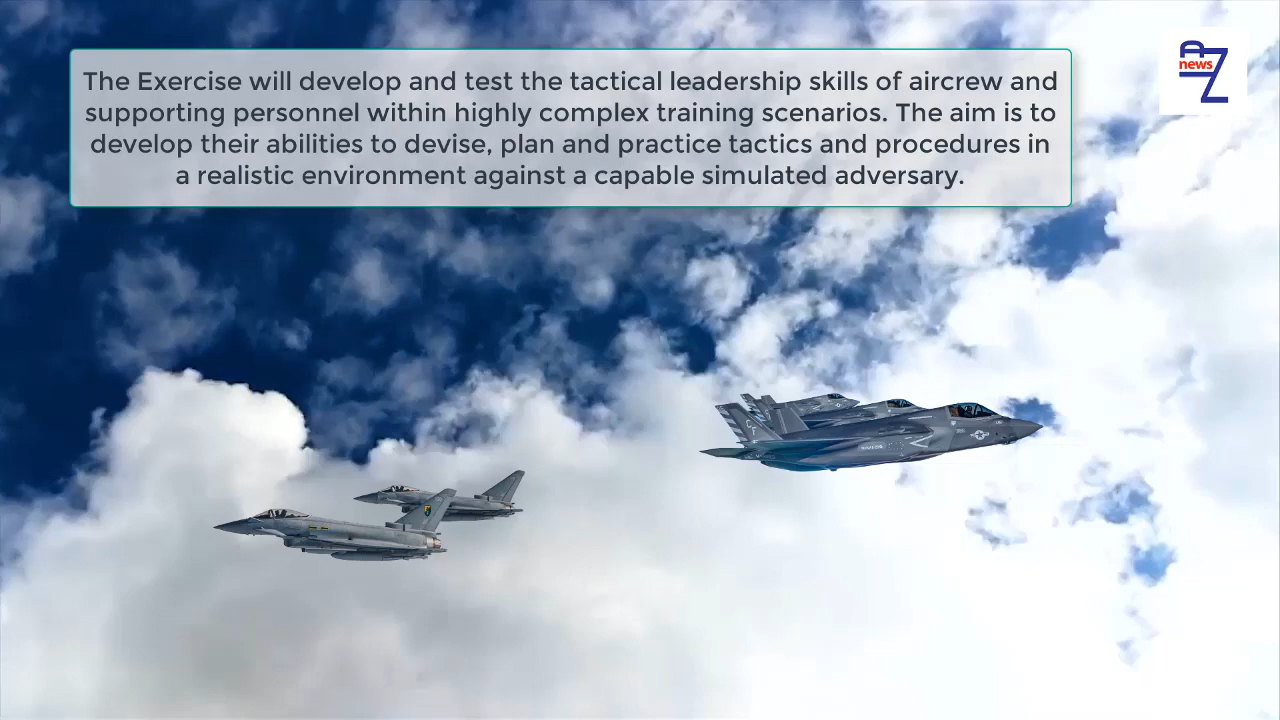 The Exercise will develop and test the tactical leadership skills of aircrew and
supporting personnel within highly complex training scenarios. The aim is to
develop their abilities to devise, plan and practice tactics and procedures in
a realistic environment against a capable simulated adversary.
A
news
Z
CF